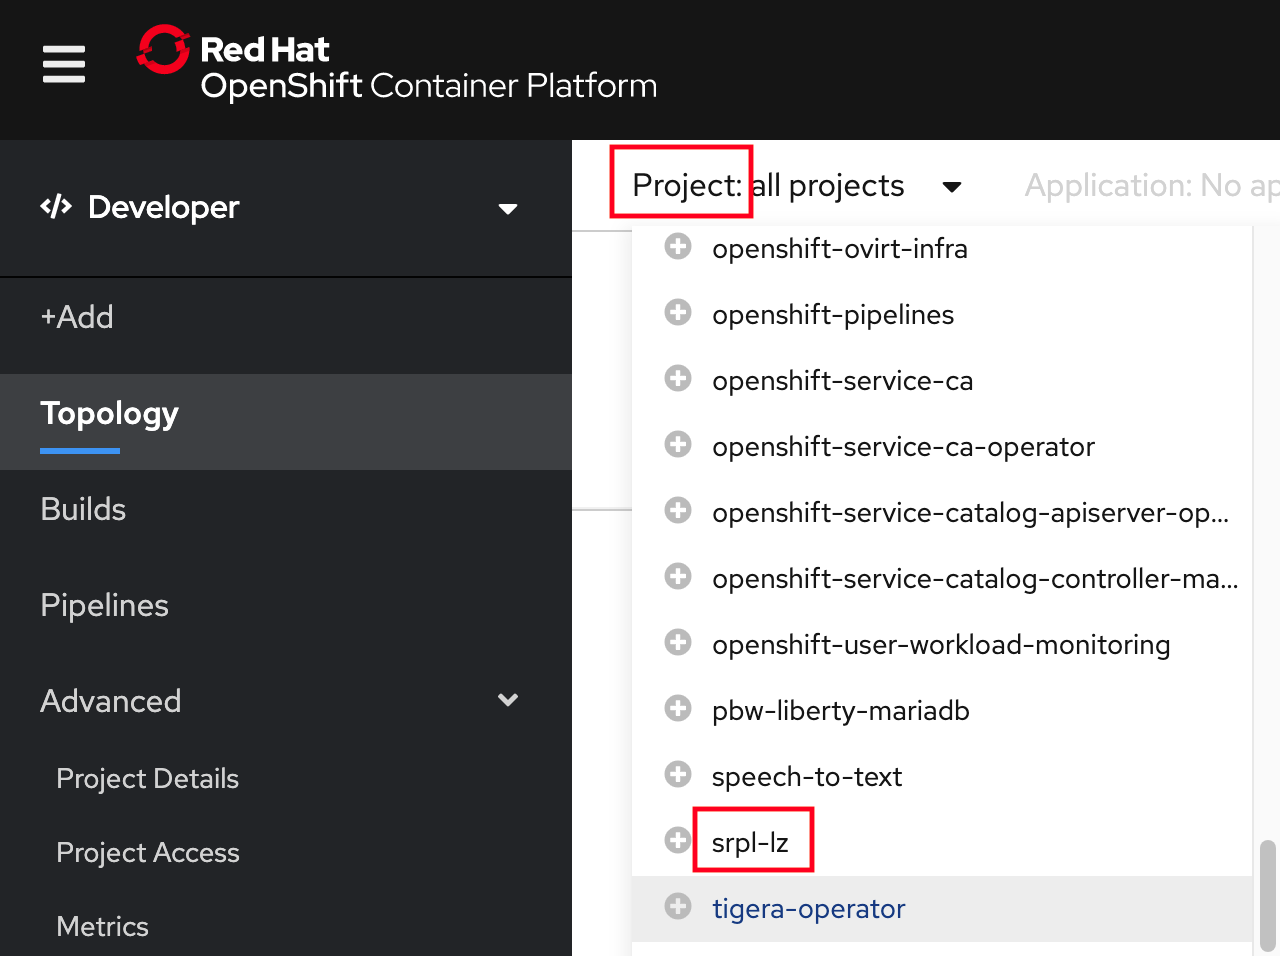 Red Hat
OpenShift Container Platform
</> Developer
+Add
Topology
Builds
Pipelines
Advanced
Project Details
Project Access
Metrics
Project: all projects
Application: No ap
openshift-ovirt-infra
openshift-pipelines
openshift-service-ca
openshift-service-ca-operator
openshift-service-catalog-apiserver-op...
openshift-service-catalog-controller-ma...
openshift-user-workload-monitoring
pbw-liberty-mariadb
speech-to-text
srpl-lz
tigera-operator